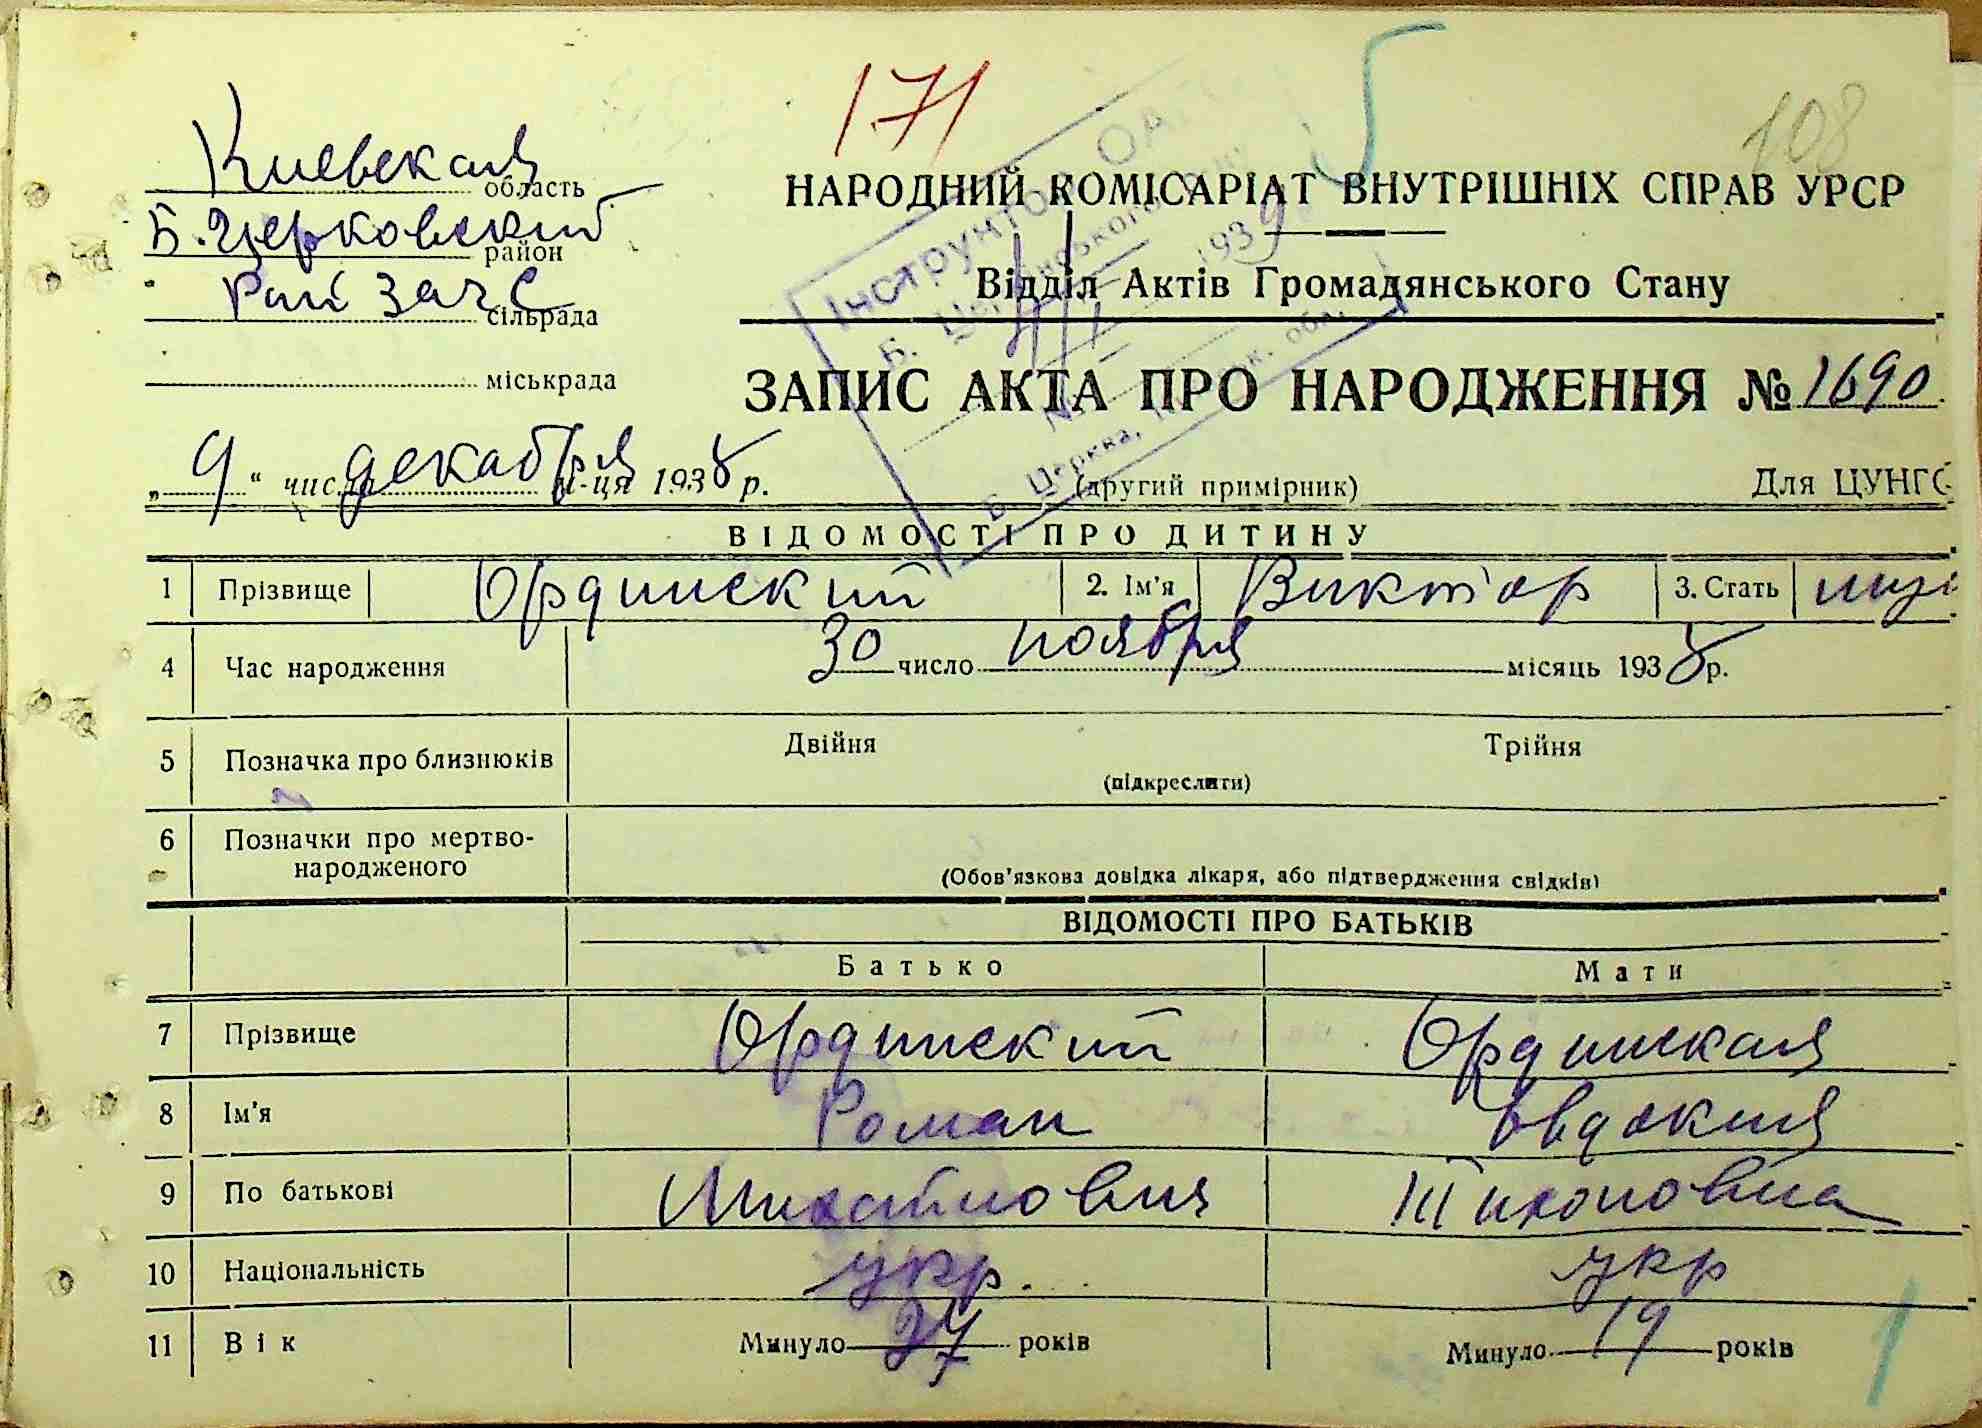 171
5
108
Киевская область
Б. Церковский район
Рай Загс сільрада
міськрада
НАРОДНИЙ КОМІСАРІАТ ВНУТРІШНІХ СПРАВ УРСР
Відділ Актів Громадянського Стану
ЗАПИС АКТА ПРО НАРОДЖЕННЯ № 1690
„9“ числа декабря м-ця 1938 р.
(другий примірник)
Для ЦУНГО
ВІДОМОСТІ ПРО ДИТИНУ
1 Прізвище Ординский 2. Ім'я Виктор 3. Стать муж
4 Час народження 30 число ноября місяць 1938 р.
5 Позначка про близнюків Двійня Трійня
(підкреслити)
6 Позначки про мертво-
народженого
(Обов'язкова довідка лікаря, або підтвердження свідків)
ВІДОМОСТІ ПРО БАТЬКІВ
Батько Мати
7 Прізвище Ординский Ординская
8 Ім'я Роман Евдокия
9 По батькові Михайлович Тихоновна
10 Національність укр. укр
11 Вік Минуло 27 років Минуло 19 років